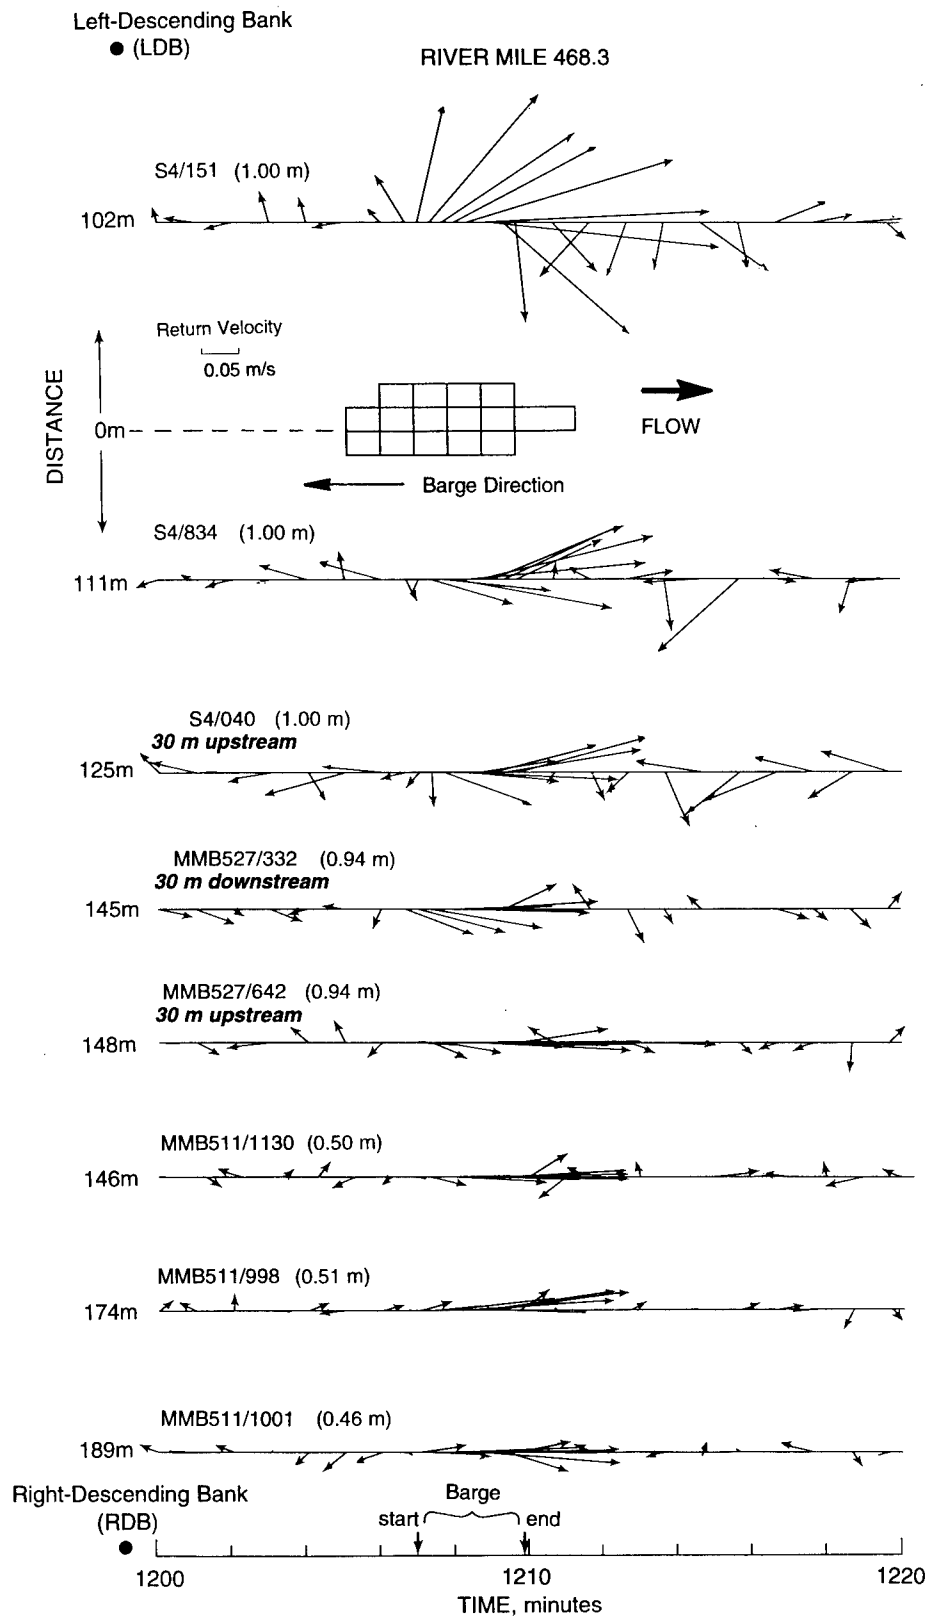 Left-Descending Bank
(LDB)
RIVER MILE 468.3
S4/151 (1.00 m)
102m
Return Velocity
0.05 m/s
DISTANCE
0m
FLOW
Barge Direction
S4/834 (1.00 m)
111m
S4/040 (1.00 m)
30 m upstream
125m
MMB527/332 (0.94 m)
30 m downstream
145m
MMB527/642 (0.94 m)
30 m upstream
148m
MMB511/1130 (0.50 m)
146m
MMB511/998 (0.51 m)
174m
MMB511/1001 (0.46 m)
189m
Right-Descending Bank
(RDB)
Barge
start end
1200 1210 1220
TIME, minutes